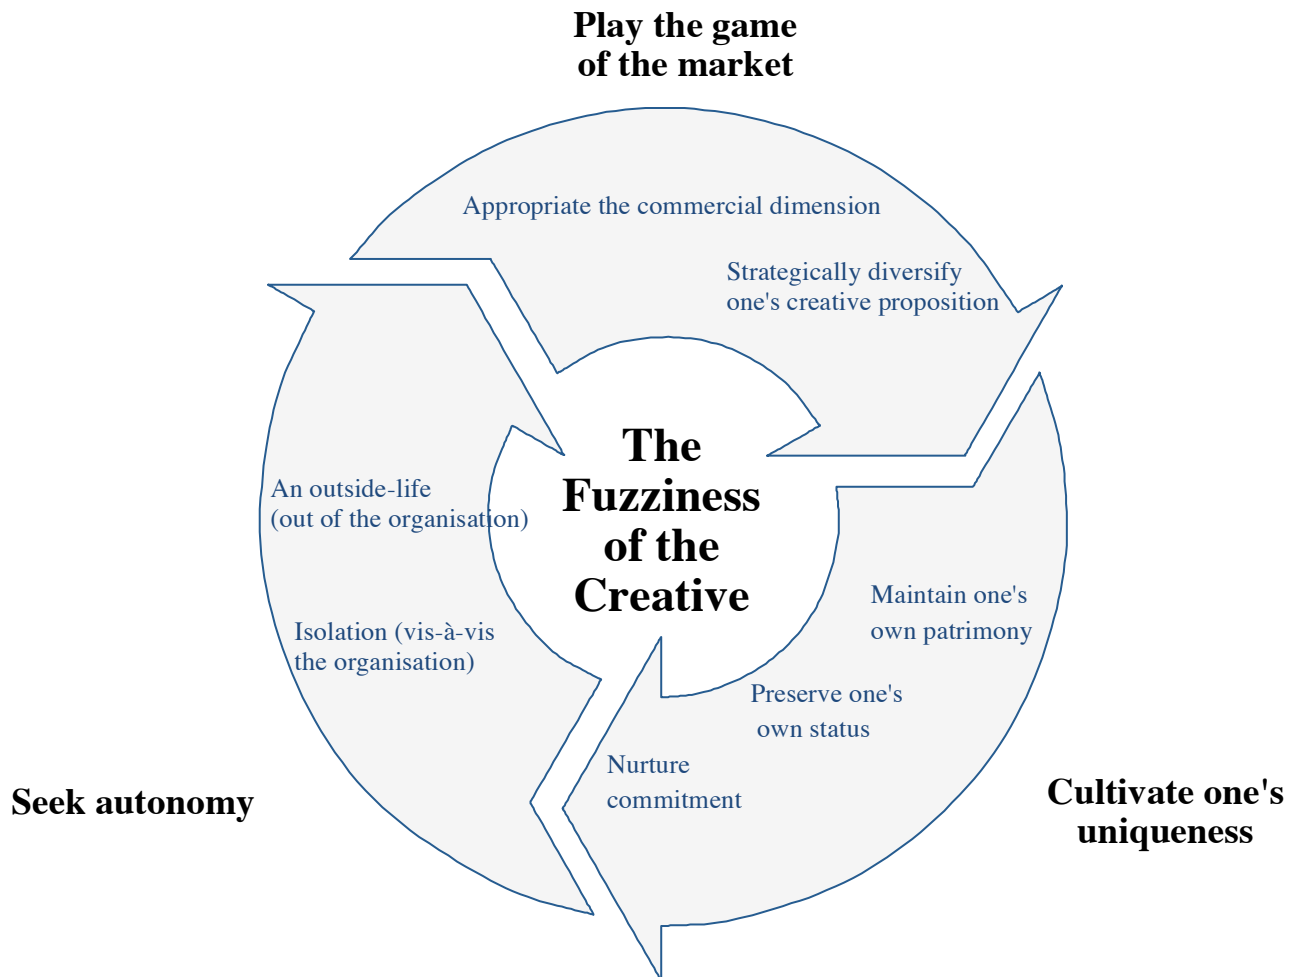 Play the game
of the market
Appropriate the commercial dimension
Strategically diversify
one's creative proposition
The
Fuzziness
of the
Creative
An outside-life
(out of the organisation)
Isolation (vis-à-vis
the organisation)
Maintain one's
own patrimony
Preserve one's
own status
Nurture
commitment
Seek autonomy
Cultivate one's
uniqueness